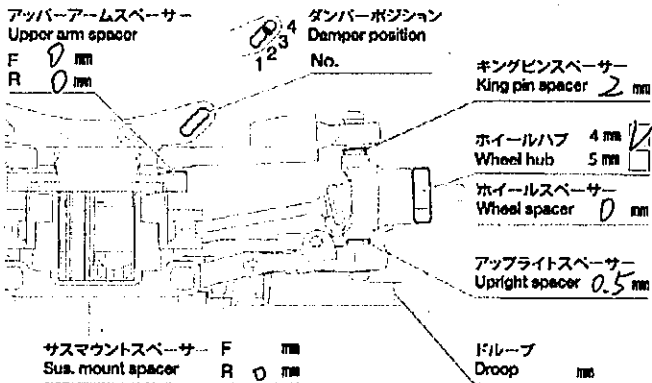 アッパーアームスペーサー
Upper arm spacer
F 0 mm
R 0 mm
ダンパーポジション
Damper position
No.
1 2 3 4
キングピンスペーサー
King pin spacer 2 mm
ホイールハブ 4 mm
Wheel hub 5 mm
ホイールスペーサー
Wheel spacer 0 mm
アップライトスペーサー
Upright spacer 0.5 mm
サスマウントスペーサー F mm
Sus. mount spacer R 0 mm
ドループ
Droop mm